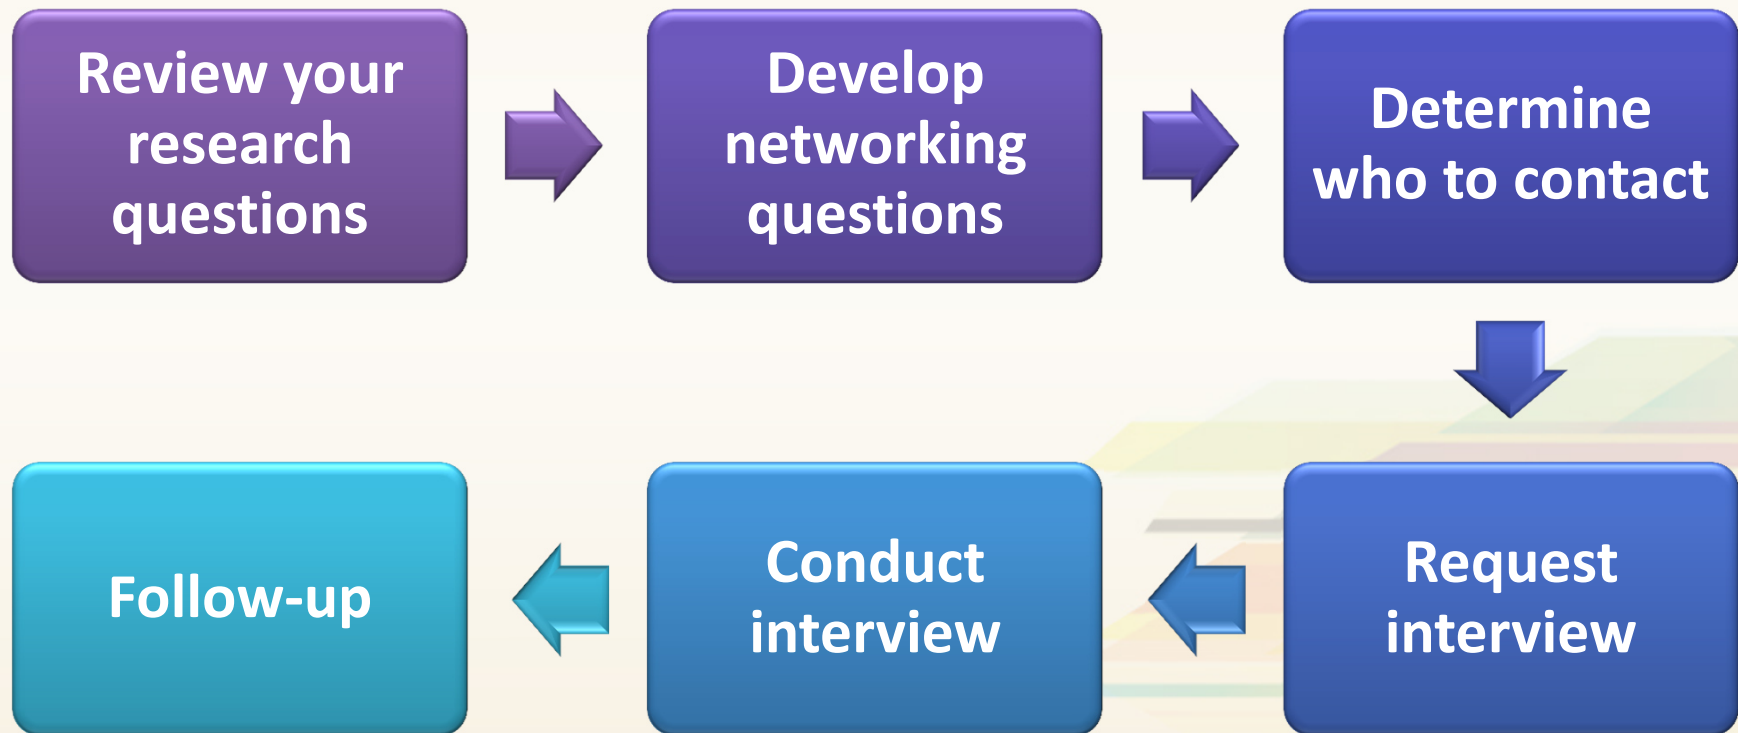 Review your
research
questions
Develop
networking
questions
Determine
who to contact
Request
interview
Conduct
interview
Follow-up